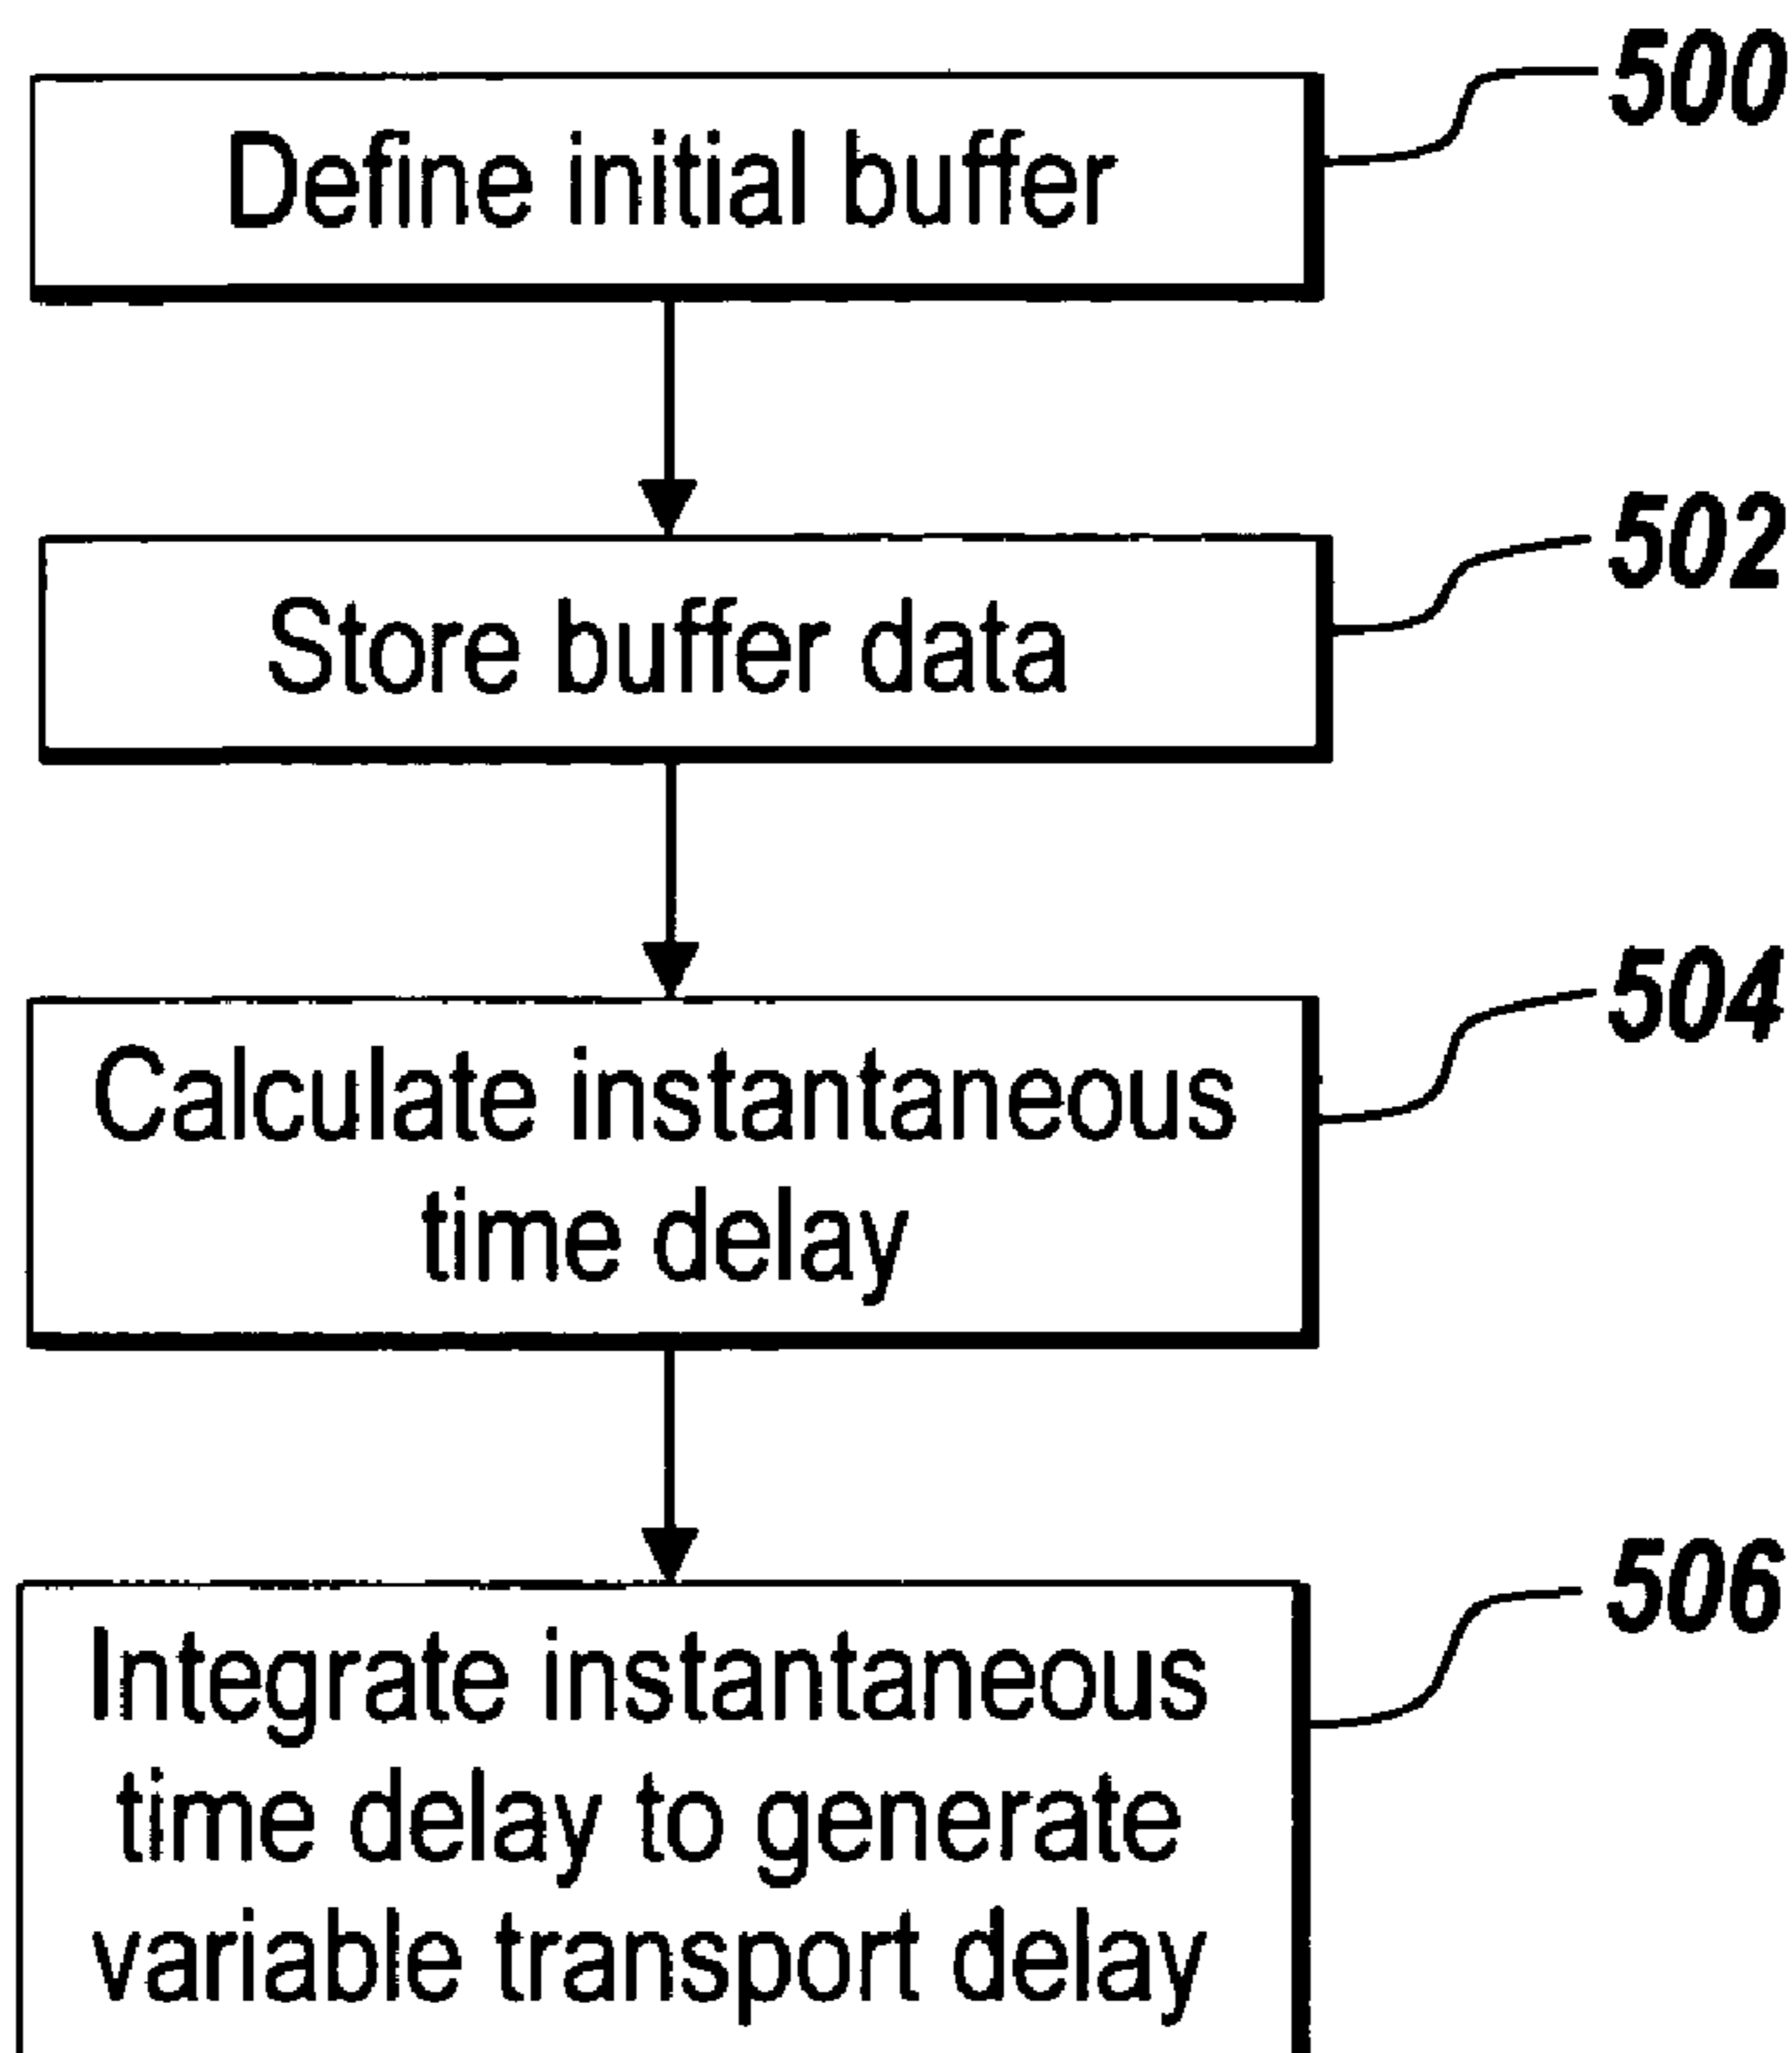 500
Define initial buffer
502
Store buffer data
504
Calculate instantaneous
time delay
506
Integrate instantaneous
time delay to generate
variable transport delay